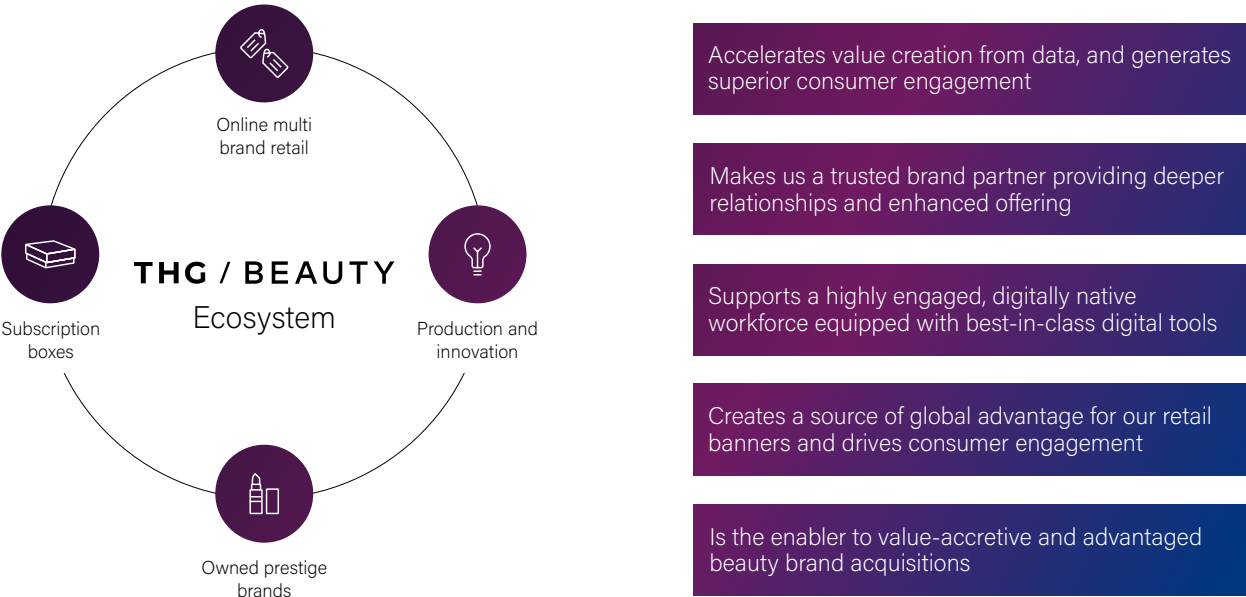 Online multi
brand retail
THG / BEAUTY
Ecosystem
Subscription
boxes
Production and
innovation
Owned prestige
brands
Accelerates value creation from data, and generates
superior consumer engagement
Makes us a trusted brand partner providing deeper
relationships and enhanced offering
Supports a highly engaged, digitally native
workforce equipped with best-in-class digital tools
Creates a source of global advantage for our retail
banners and drives consumer engagement
Is the enabler to value-accretive and advantaged
beauty brand acquisitions